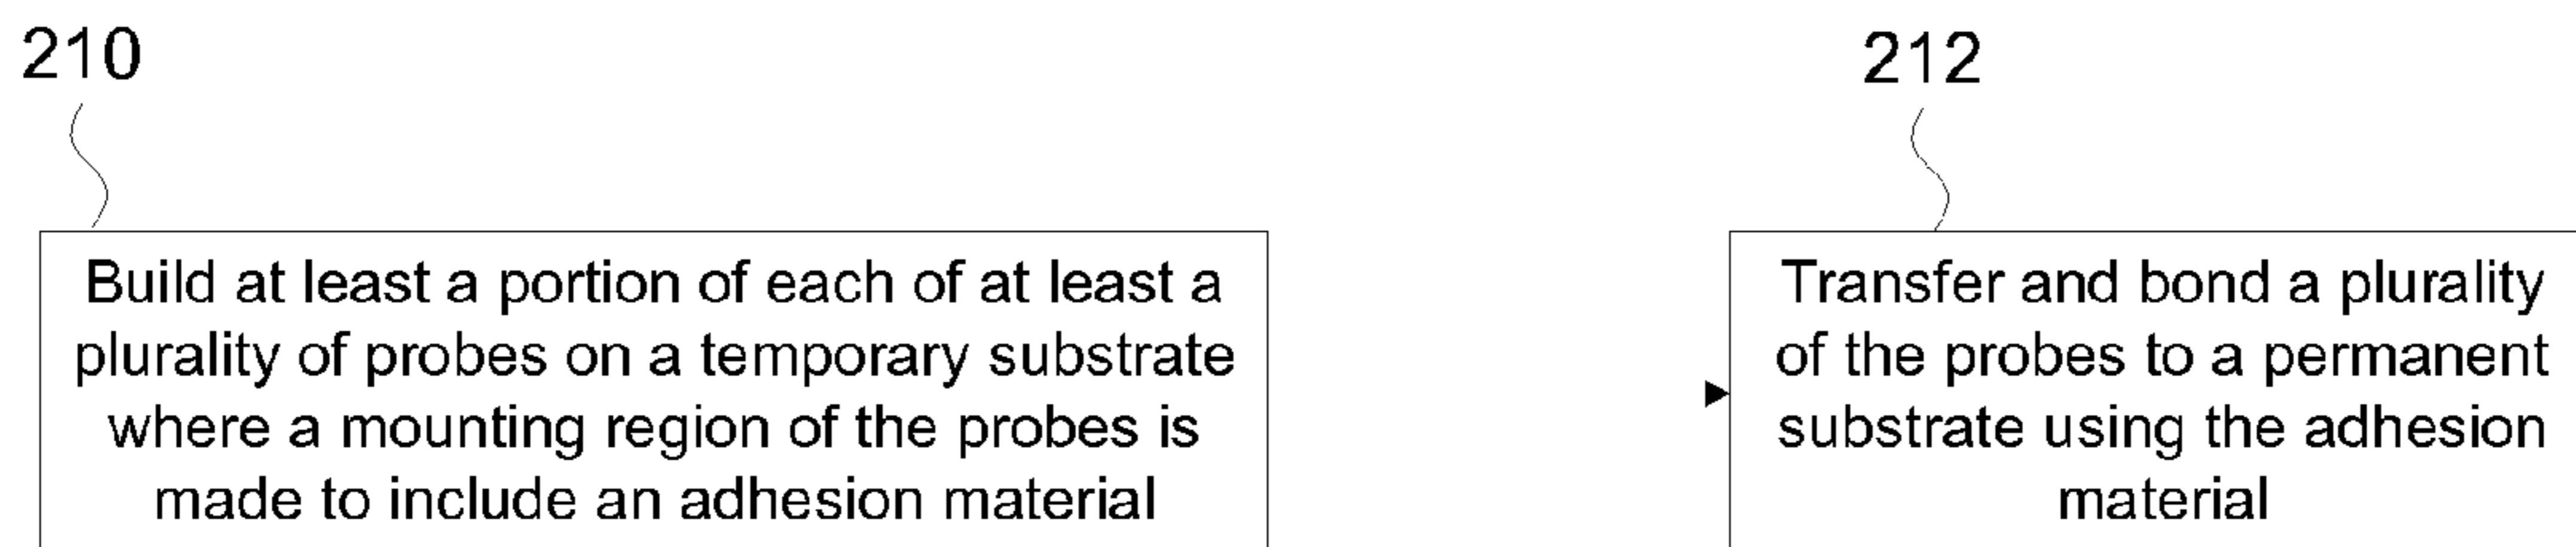 210
Build at least a portion of each of at least a
plurality of probes on a temporary substrate
where a mounting region of the probes is
made to include an adhesion material
212
Transfer and bond a plurality
of the probes to a permanent
substrate using the adhesion
material